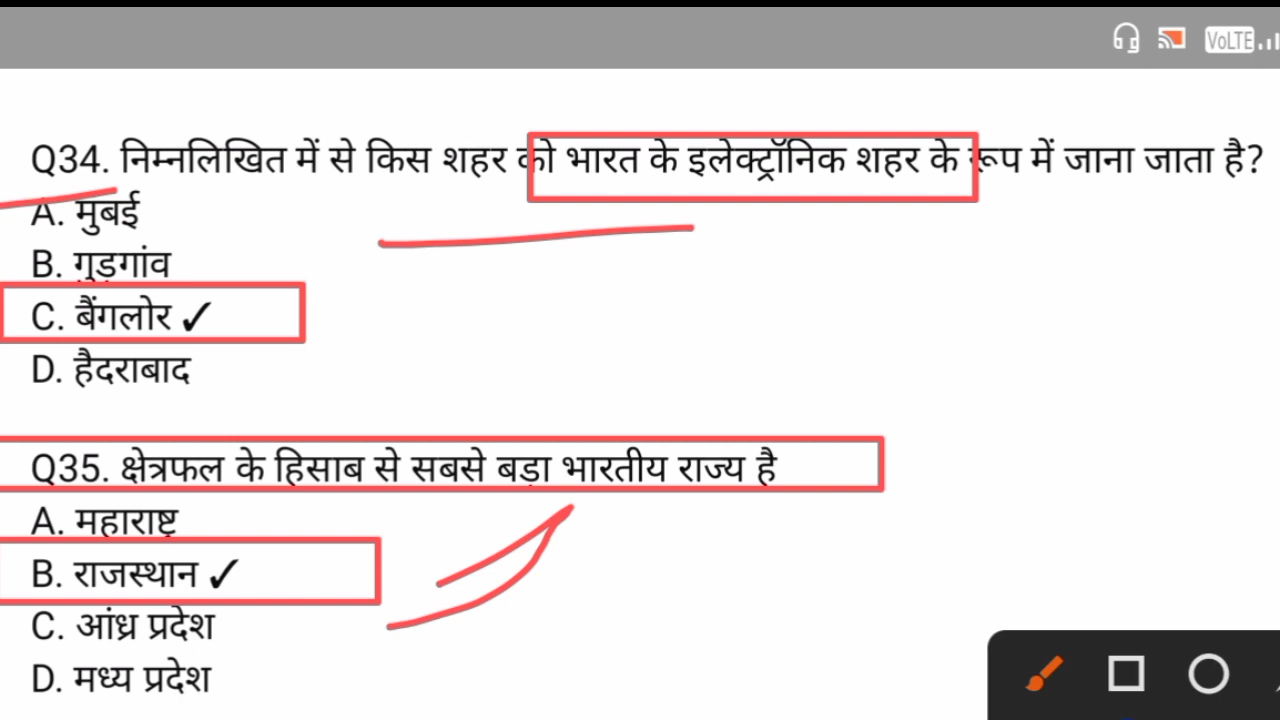 VoLTE
Q34. निम्नलिखित में से किस शहर को भारत के इलेक्ट्रॉनिक शहर के रूप में जाना जाता है?
A. मुबई
B. गुड़गांव
C. बैंगलोर ✓
D. हैदराबाद
Q35. क्षेत्रफल के हिसाब से सबसे बड़ा भारतीय राज्य है
A. महाराष्ट्र
B. राजस्थान ✓
C. आंध्र प्रदेश
D. मध्य प्रदेश